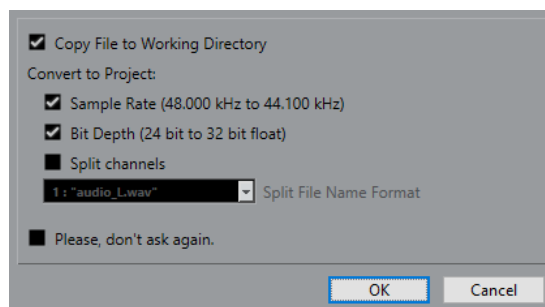 Copy File to Working Directory
Convert to Project:
Sample Rate (48.000 kHz to 44.100 kHz)
Bit Depth (24 bit to 32 bit float)
Split channels
1 : "audio_L.wav" Split File Name Format
Please, don't ask again.
OK Cancel